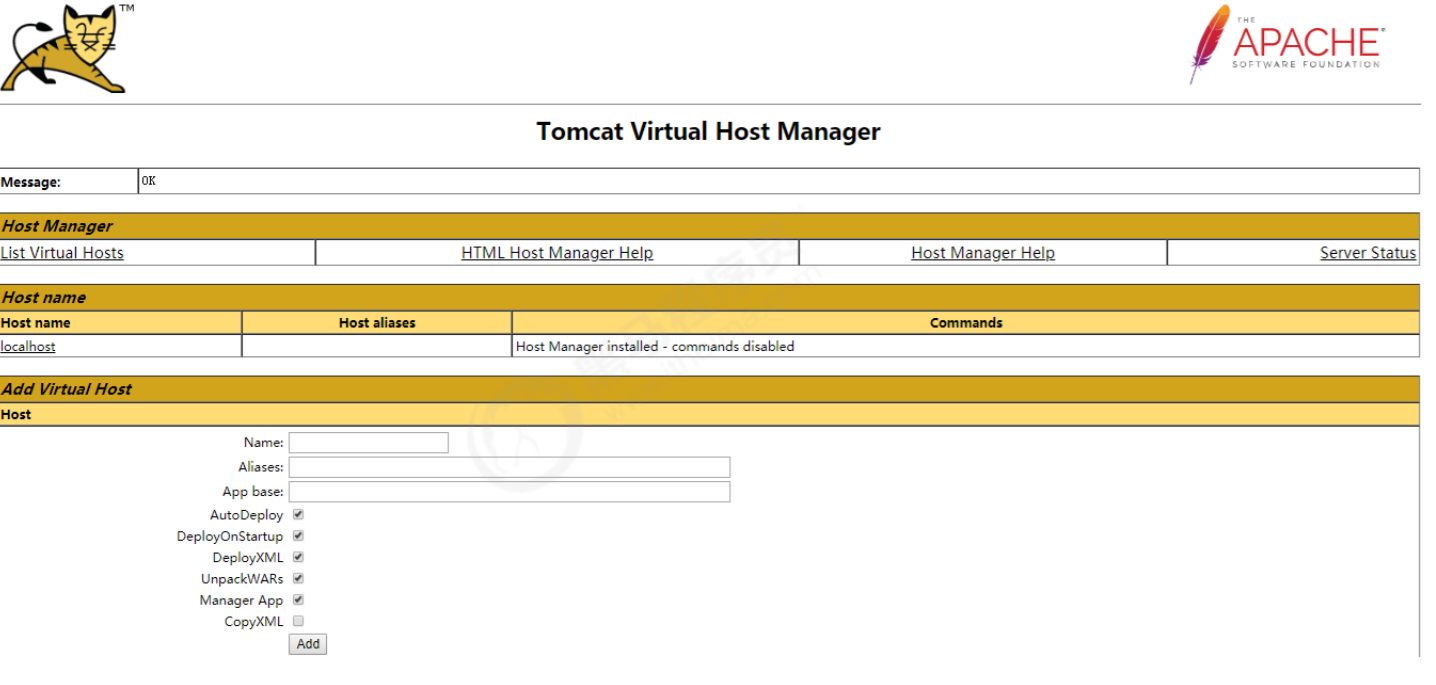 TM
THE
APACHE®
SOFTWARE FOUNDATION
Tomcat Virtual Host Manager
Message: OK
Host Manager
List Virtual Hosts HTML Host Manager Help Host Manager Help Server Status
Host name
Host name Host aliases Commands
localhost Host Manager installed - commands disabled
Add Virtual Host
Host
Name:
Aliases:
App base:
AutoDeploy
DeployOnStartup
DeployXML
UnpackWARs
Manager App
CopyXML
Add